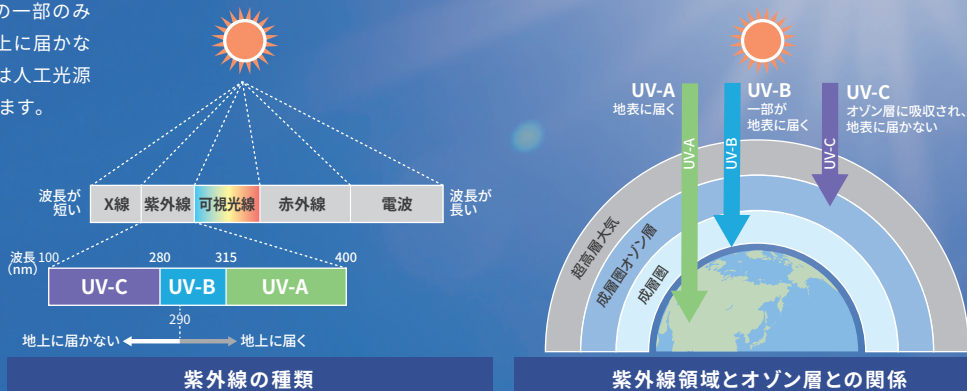 の一部のみ
上に届かな
は人工光源
ます。
波長が
短い
X線
紫外線
可視光線
赤外線
電波
波長が
長い
波長
(nm)
100
280
315
400
UV-C
UV-B
UV-A
290
地上に届かない
地上に届く
紫外線の種類
UV-A
地表に届く
UV-B
一部が
地表に届く
UV-C
オゾン層に吸収され、
地表に届かない
UV-A
UV-B
UV-C
超高層大気
成層圏オゾン層
成層圏
紫外線領域とオゾン層との関係